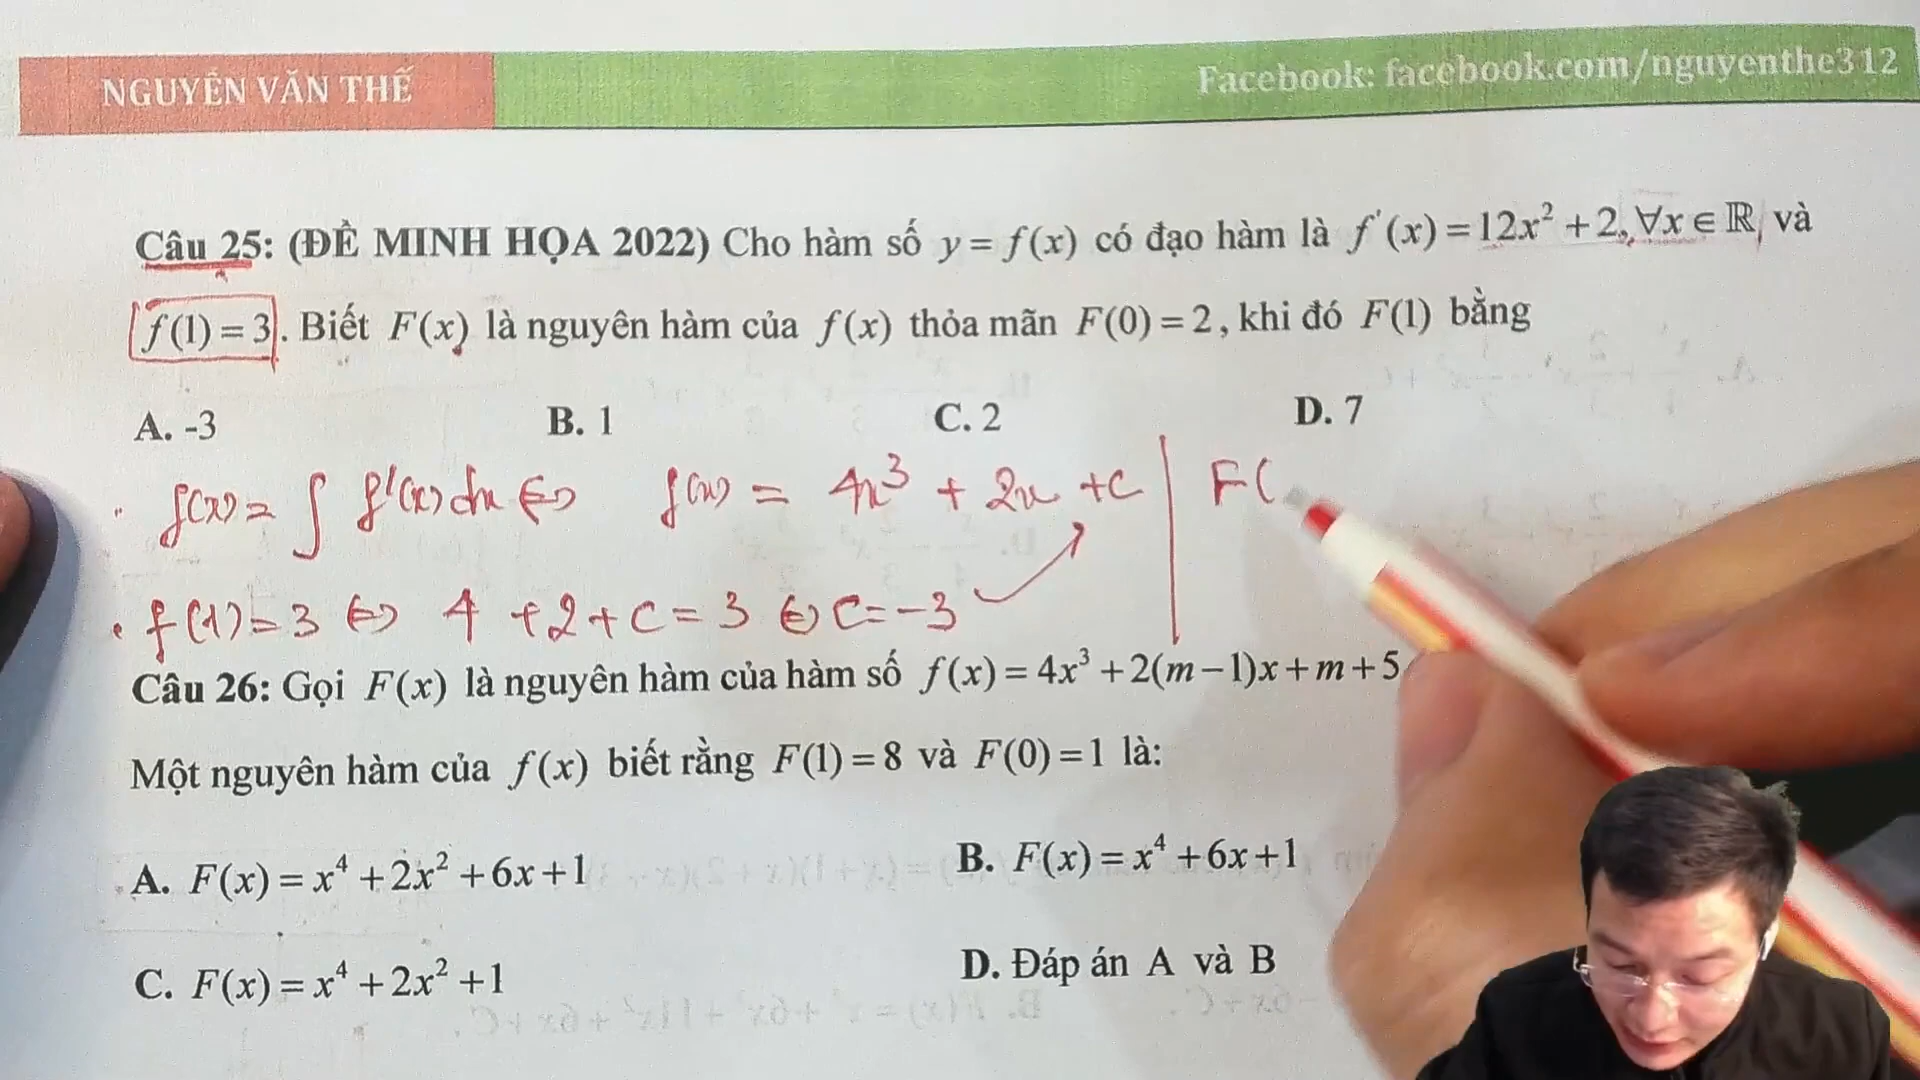 NGUYỄN VĂN THẾ
Facebook: facebook.com/nguyenthe312
Câu 25: (ĐỀ MINH HỌA 2022) Cho hàm số y = f(x) có đạo hàm là f'(x) = 12x² + 2, ∀x ∈ ℝ và
f(1) = 3. Biết F(x) là nguyên hàm của f(x) thỏa mãn F(0) = 2, khi đó F(1) bằng
A. -3 B. 1 C. 2 D. 7
f(x) = ∫ f'(x) dx ⇔ f(x) = 4x³ + 2x + C | F(
• f(1) = 3 ⇔ 4 + 2 + C = 3 ⇔ C = -3
Câu 26: Gọi F(x) là nguyên hàm của hàm số f(x) = 4x³ + 2(m − 1)x + m + 5
Một nguyên hàm của f(x) biết rằng F(1) = 8 và F(0) = 1 là:
A. F(x) = x⁴ + 2x² + 6x + 1 B. F(x) = x⁴ + 6x + 1
C. F(x) = x⁴ + 2x² + 1 D. Đáp án A và B